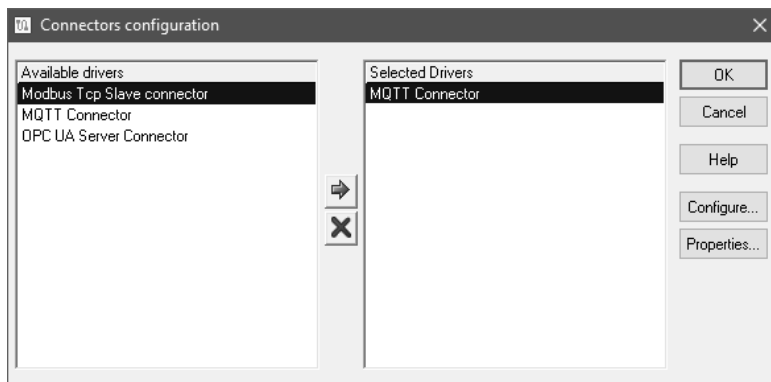 Connectors configuration
Available drivers
Modbus Tcp Slave connector
MQTT Connector
OPC UA Server Connector
Selected Drivers
MQTT Connector
OK
Cancel
Help
Configure...
Properties...